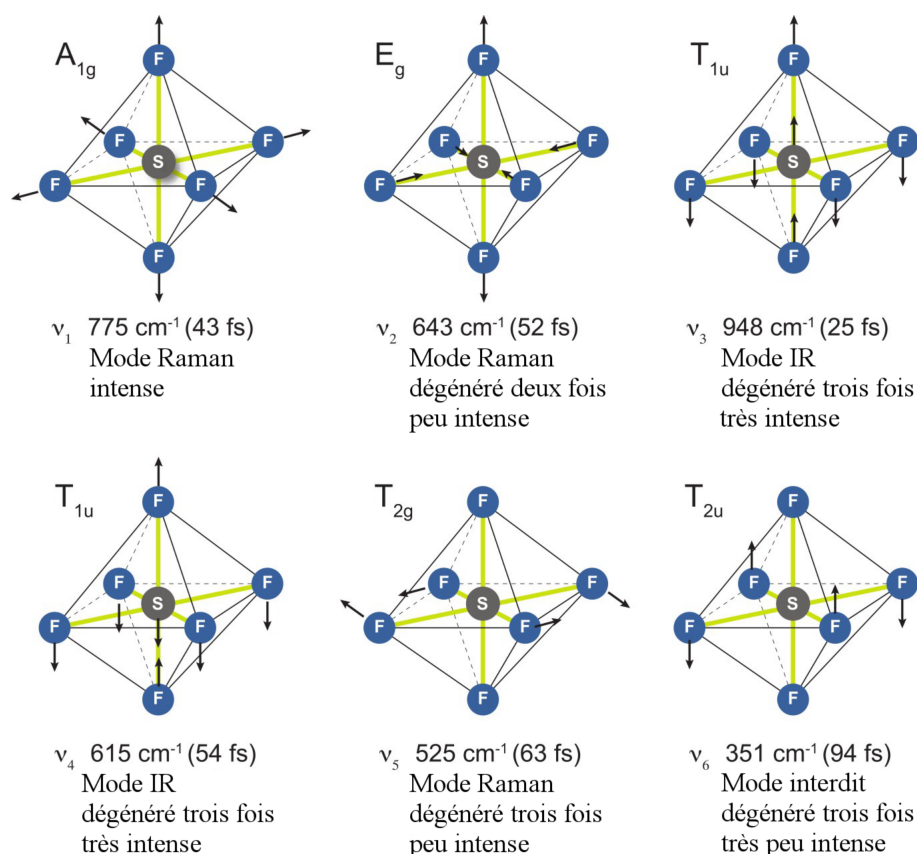 A1g
F
F
F
S
F
F
F
ν1 775 cm-1 (43 fs)
Mode Raman
intense
Eg
F
F
F
S
F
F
F
ν2 643 cm-1 (52 fs)
Mode Raman
dégénéré deux fois
peu intense
T1u
F
F
F
S
F
F
F
ν3 948 cm-1 (25 fs)
Mode IR
dégénéré trois fois
très intense
T1u
F
F
F
S
F
F
F
ν4 615 cm-1 (54 fs)
Mode IR
dégénéré trois fois
très intense
T2g
F
F
F
S
F
F
F
ν5 525 cm-1 (63 fs)
Mode Raman
dégénéré trois fois
peu intense
T2u
F
F
F
S
F
F
F
ν6 351 cm-1 (94 fs)
Mode interdit
dégénéré trois fois
très peu intense